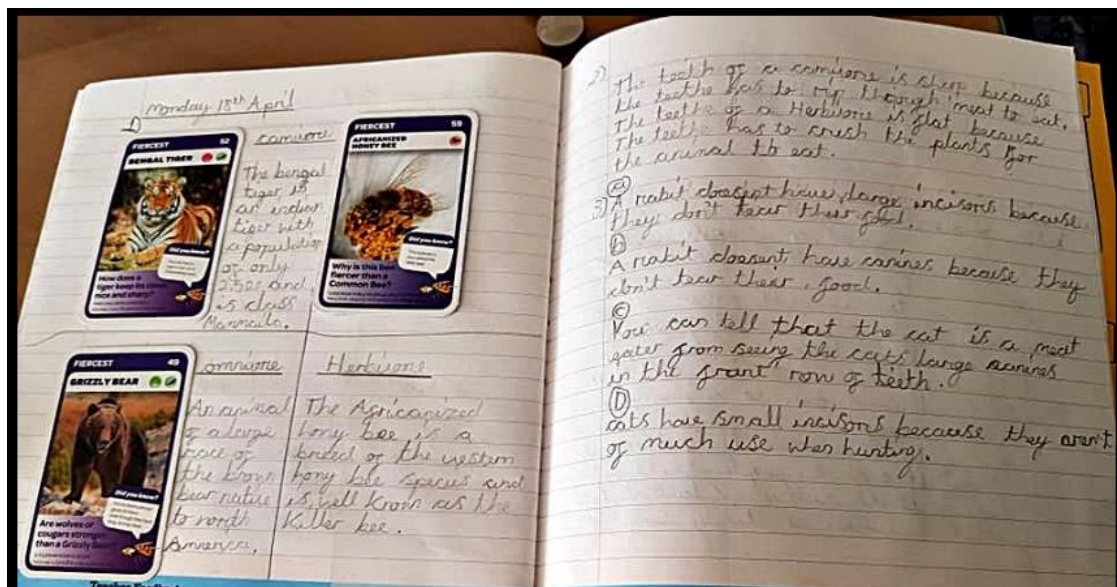 Monday 18th April
1)
FIERCEST 52
BENGAL TIGER
Did you know?
How does a
tiger keep its
nice and sharp?
carnivore
The bengal
tiger is
an indian
tiger with
a population
of only
2,500 and
is class
Mammaila.
FIERCEST 59
AFRICANIZED
HONEY BEE
Did you know?
Why is this bee
fiercer than a
Common Bee?
FIERCEST 49
GRIZZLY BEAR
Did you know?
Are wolves or
cougars stronger
than a Grizzly Bear?
omnivore
An animal
of a large
race of
the brown
bear native
to north
America.
Herbivore
The Africanized
hony bee is a
breed of the western
hony bee species and
is well known as the
Killer bee.
2) The teeth of a carnivore is sharp because
the teethe has to rip through meat to eat.
The teethe of a Herbivore is flat because
the teethe has to crush the plants for
the animal to eat.
3) a
A rabit doesent have large incisors because
they don't tear their food.
b
A rabit doesent have canines because they
don't tear their food.
c
You can tell that the cat is a meat
eater from seeing the cats large canines
in the front row of teeth.
D
cats have small incisors because they aren't
of much use when hunting.